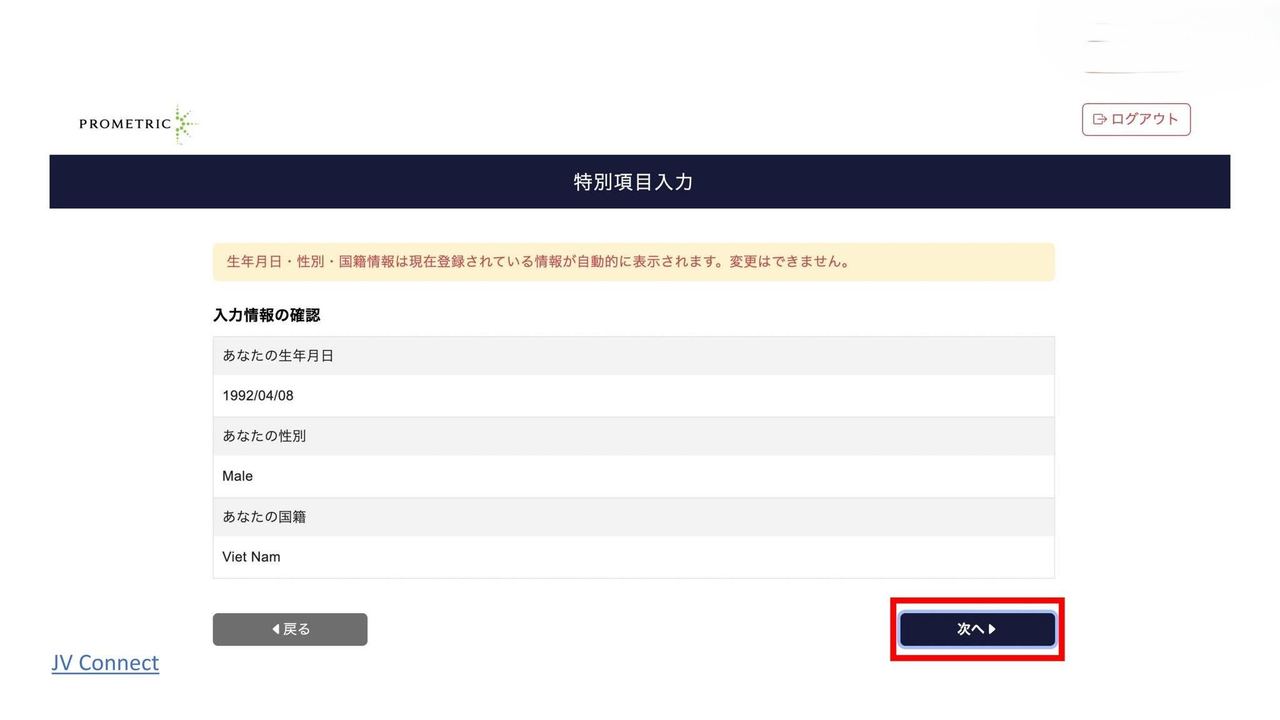 PROMETRIC
ログアウト
特別項目入力
生年月日・性別・国籍情報は現在登録されている情報が自動的に表示されます。変更はできません。
入力情報の確認
あなたの生年月日
1992/04/08
あなたの性別
Male
あなたの国籍
Viet Nam
戻る
次へ
JV Connect